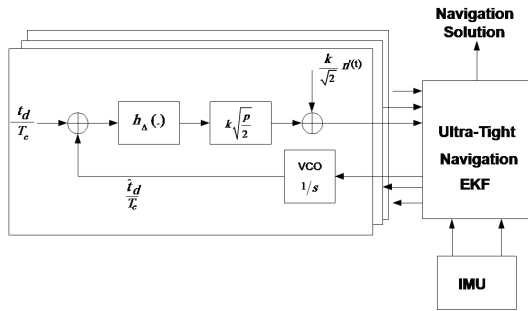 Navigation
Solution
k/√2 n'(t)
t_d/T_c
h_Δ(.)
k√(p/2)
Ultra-Tight
Navigation
EKF
VCO
1/s
t̂_d/T_c
IMU